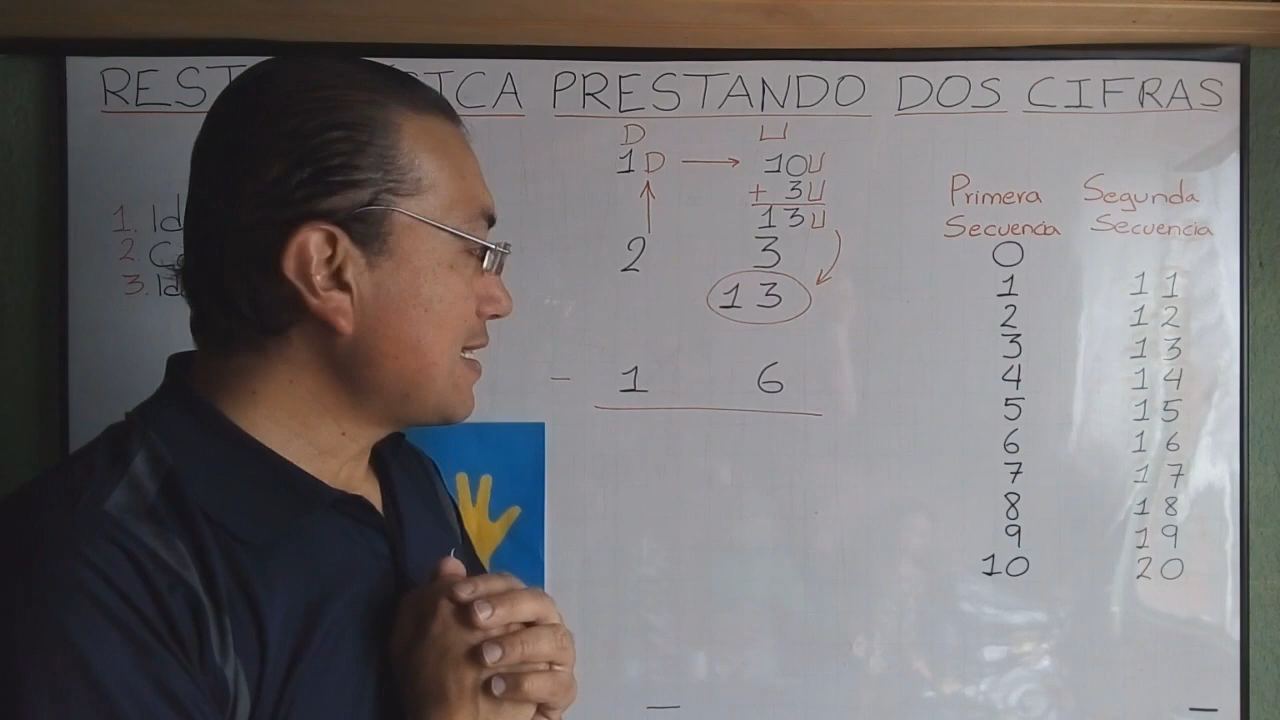 PRESTANDO DOS CIFRAS
D U
1D → 10U
+ 3U
13U
2 3
13
- 1 6
1. Id
2.
3. Id
Primera Segunda
Secuencia Secuencia
0
1 11
2 12
3 13
4 14
5 15
6 16
7 17
8 18
9 19
10 20